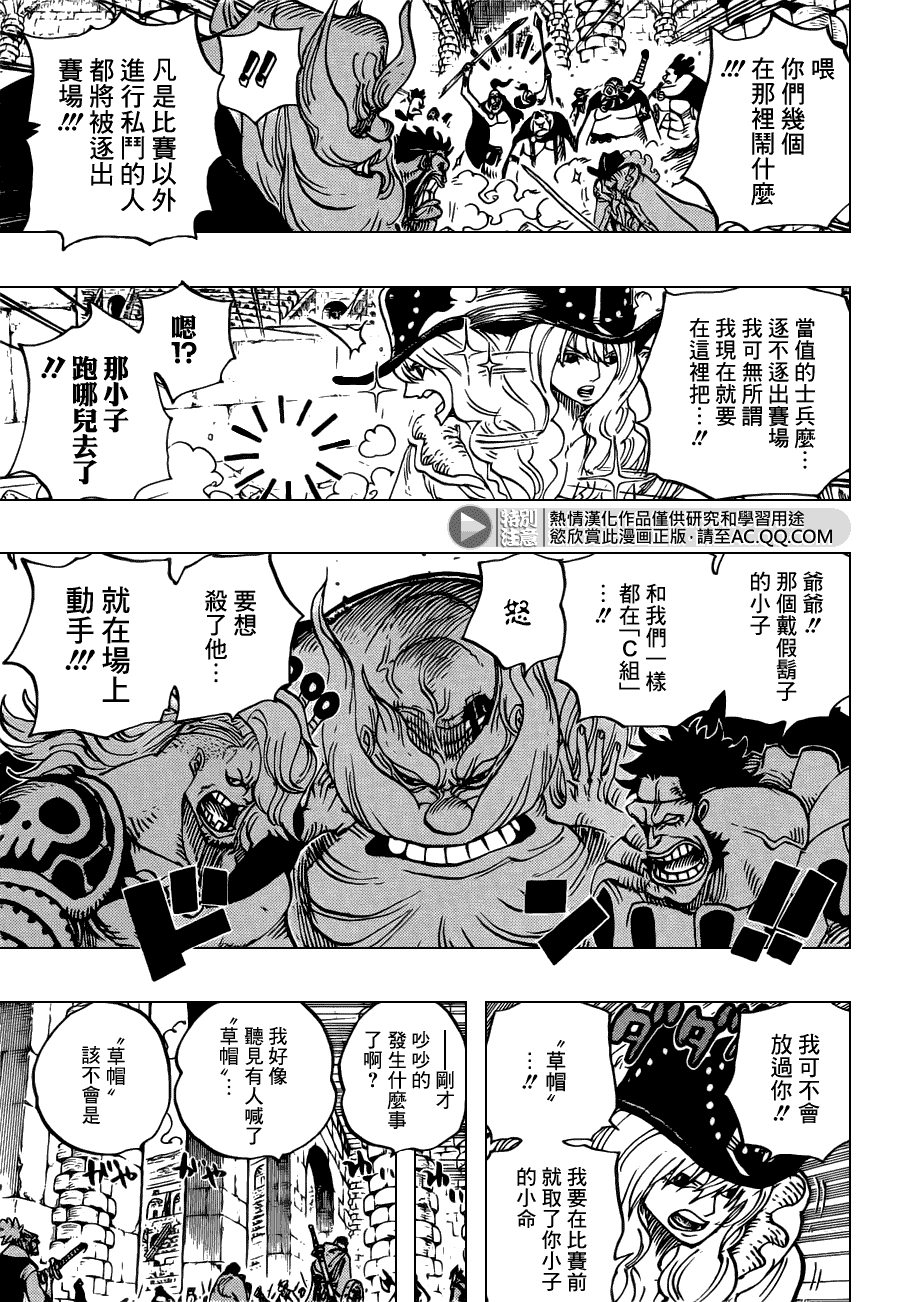 喂
你們幾個
在那裡鬧什麼
!!!
!!
凡是比賽以外
進行私鬥的人
都將被逐出
賽場!!!
當值的士兵麼…
逐不逐出賽場
我可無所謂
我現在就要
在這裡把…!!
嗯!?
那小子
跑哪兒去了
!!
特別
注意
熱情漢化作品僅供研究和學習用途
慾欣賞此漫画正版·請至AC.QQ.COM
爺爺!!
那個戴假鬍子
的小子
和我們一樣
都在「C組」
…!!
怒
要想
殺了他…
就在場上
動手!!!
ドン!!
我可不會
放過你!!
〝草帽〞
…!!
ダダダ
我要在比賽前
就取了你小子
的小命
——剛才
吵吵的
發生什麼事
了啊?
我好像
聽見有人喊了
〝草帽〞…
〝草帽〞
該不會是